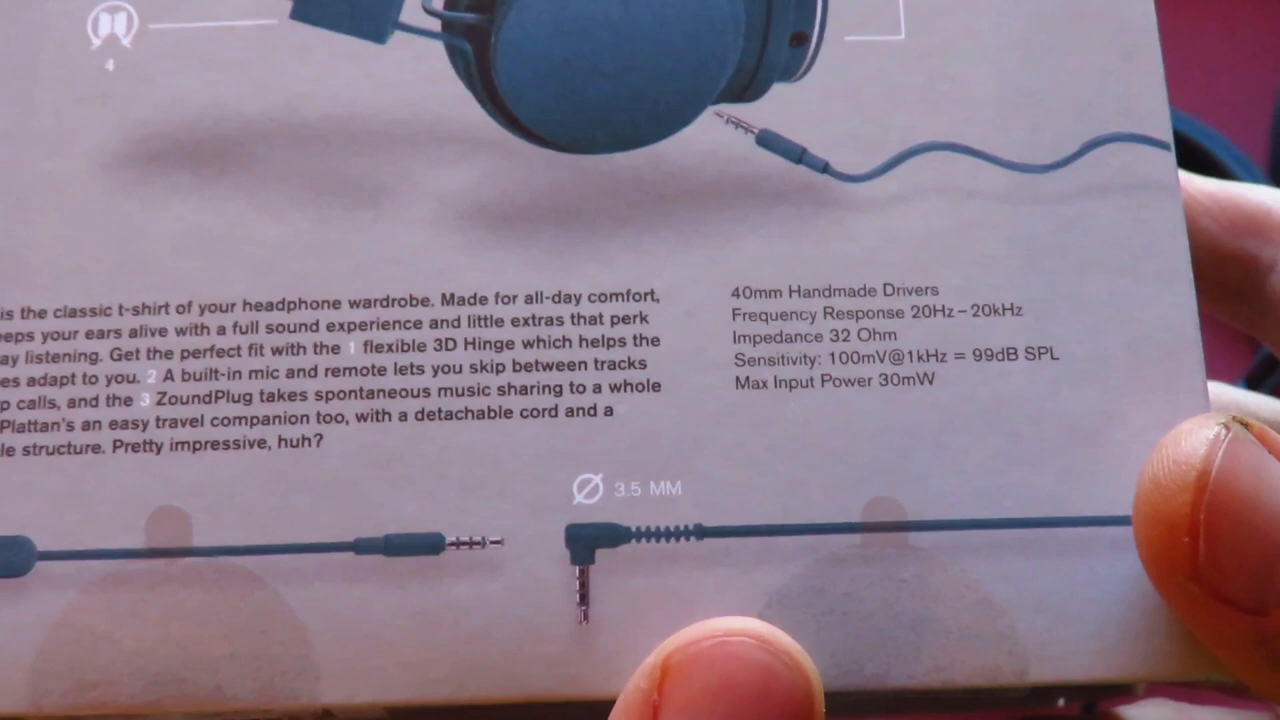 4
is the classic t-shirt of your headphone wardrobe. Made for all-day comfort,
eeps your ears alive with a full sound experience and little extras that perk
ay listening. Get the perfect fit with the 1 flexible 3D Hinge which helps the
es adapt to you. 2 A built-in mic and remote lets you skip between tracks
p calls, and the 3 ZoundPlug takes spontaneous music sharing to a whole
Plattan's an easy travel companion too, with a detachable cord and a
le structure. Pretty impressive, huh?
40mm Handmade Drivers
Frequency Response 20Hz–20kHz
Impedance 32 Ohm
Sensitivity: 100mV@1kHz = 99dB SPL
Max Input Power 30mW
3.5 MM